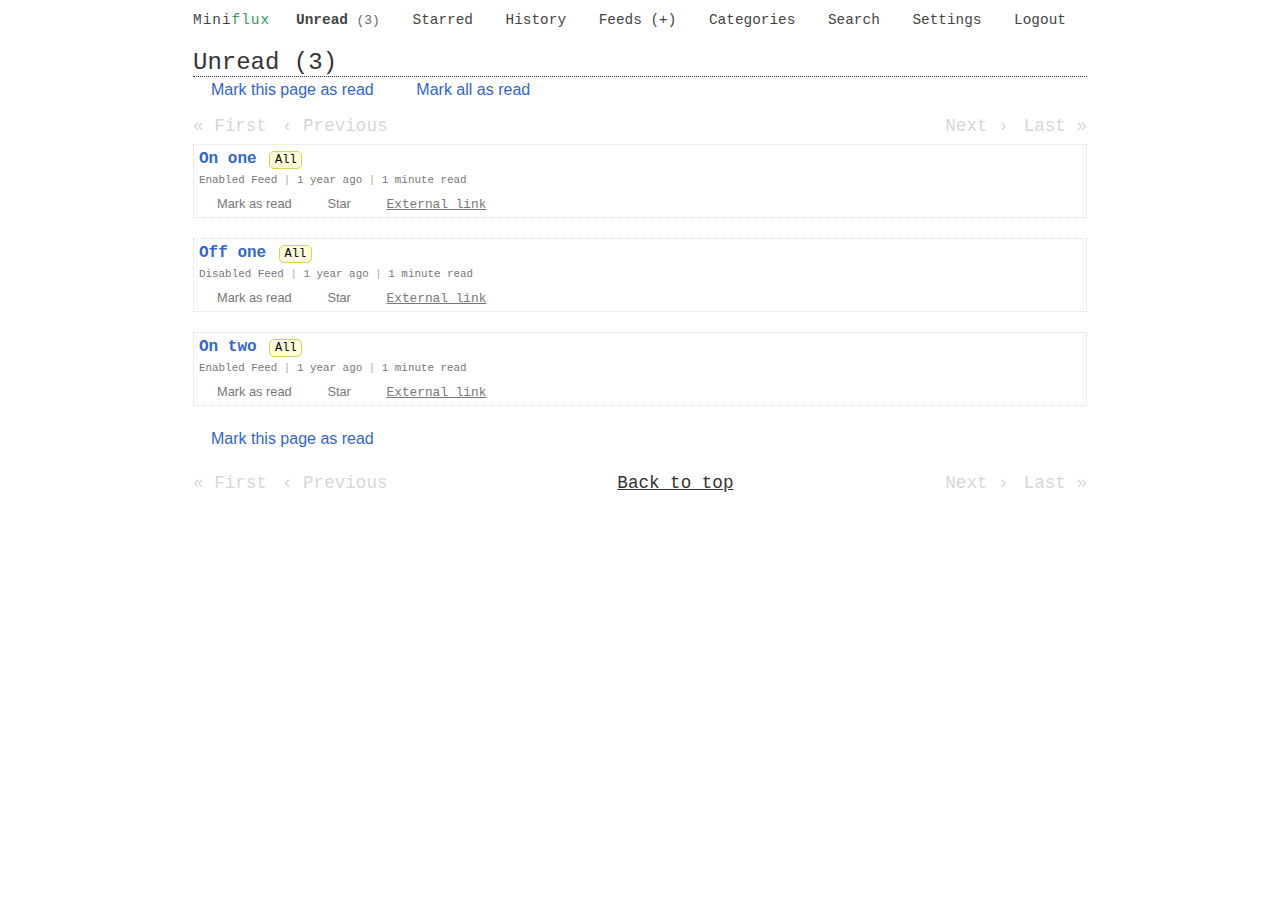 Miniflux Unread (3) Starred History Feeds (+) Categories Search Settings Logout
Unread (3)
Mark this page as read Mark all as read
« First ‹ Previous Next › Last »
On one All
Enabled Feed | 1 year ago | 1 minute read
Mark as read Star External link
Off one All
Disabled Feed | 1 year ago | 1 minute read
Mark as read Star External link
On two All
Enabled Feed | 1 year ago | 1 minute read
Mark as read Star External link
Mark this page as read
« First ‹ Previous Back to top Next › Last »